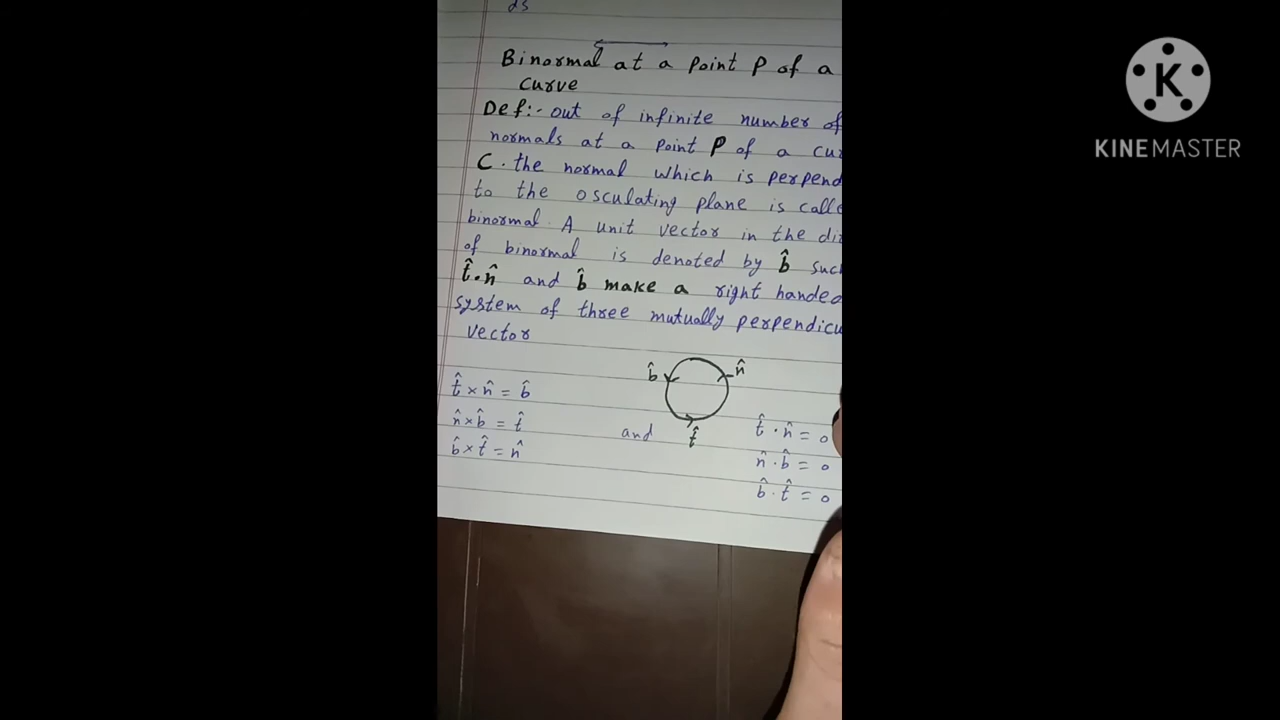 ds
Binormal at a point P of a
curve
Def:- out of infinite number of
normals at a point P of a cu
C. the normal which is perpend
to the osculating plane is calle
binormal. A unit vector in the di
of binormal is denoted by b̂ suc
t̂. n̂ and b̂ make a right hande
system of three mutually perpendicu
vector
b̂ n̂
t̂ × n̂ = b̂
n̂ × b̂ = t̂
b̂ × t̂ = n̂
and t̂
t̂ · n̂ = 0
n̂ · b̂ = 0
b̂ · t̂ = 0
K
KINEMASTER